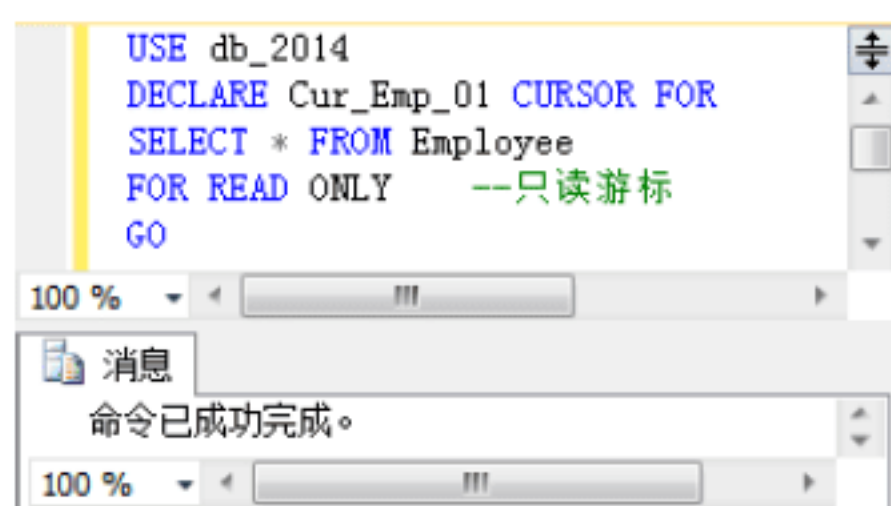 USE db_2014
DECLARE Cur_Emp_01 CURSOR FOR
SELECT * FROM Employee
FOR READ ONLY    --只读游标
GO
100 %
消息
命令已成功完成。
100 %